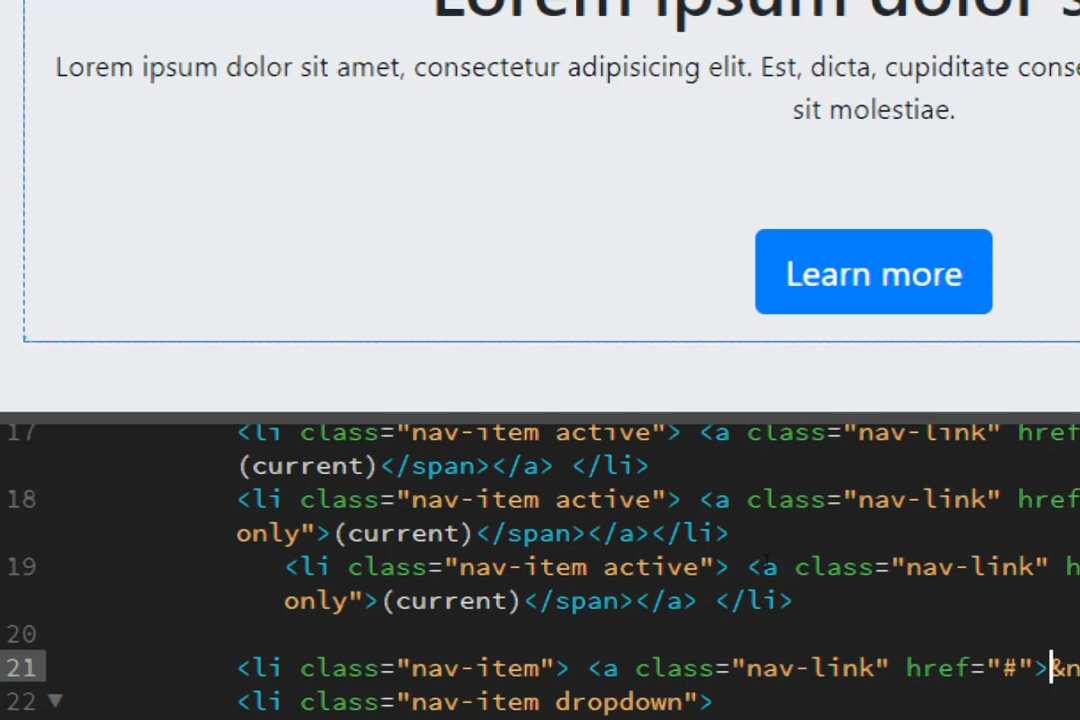 Lorem ipsum dolor s
Lorem ipsum dolor sit amet, consectetur adipisicing elit. Est, dicta, cupiditate conse
sit molestiae.
Learn more
17 <li class="nav-item active"> <a class="nav-link" href
(current)</span></a> </li>
18 <li class="nav-item active"> <a class="nav-link" href
only">(current)</span></a></li>
19 <li class="nav-item active"> <a class="nav-link" h
only">(current)</span></a> </li>
20
21 <li class="nav-item"> <a class="nav-link" href="#">&n
22 <li class="nav-item dropdown">